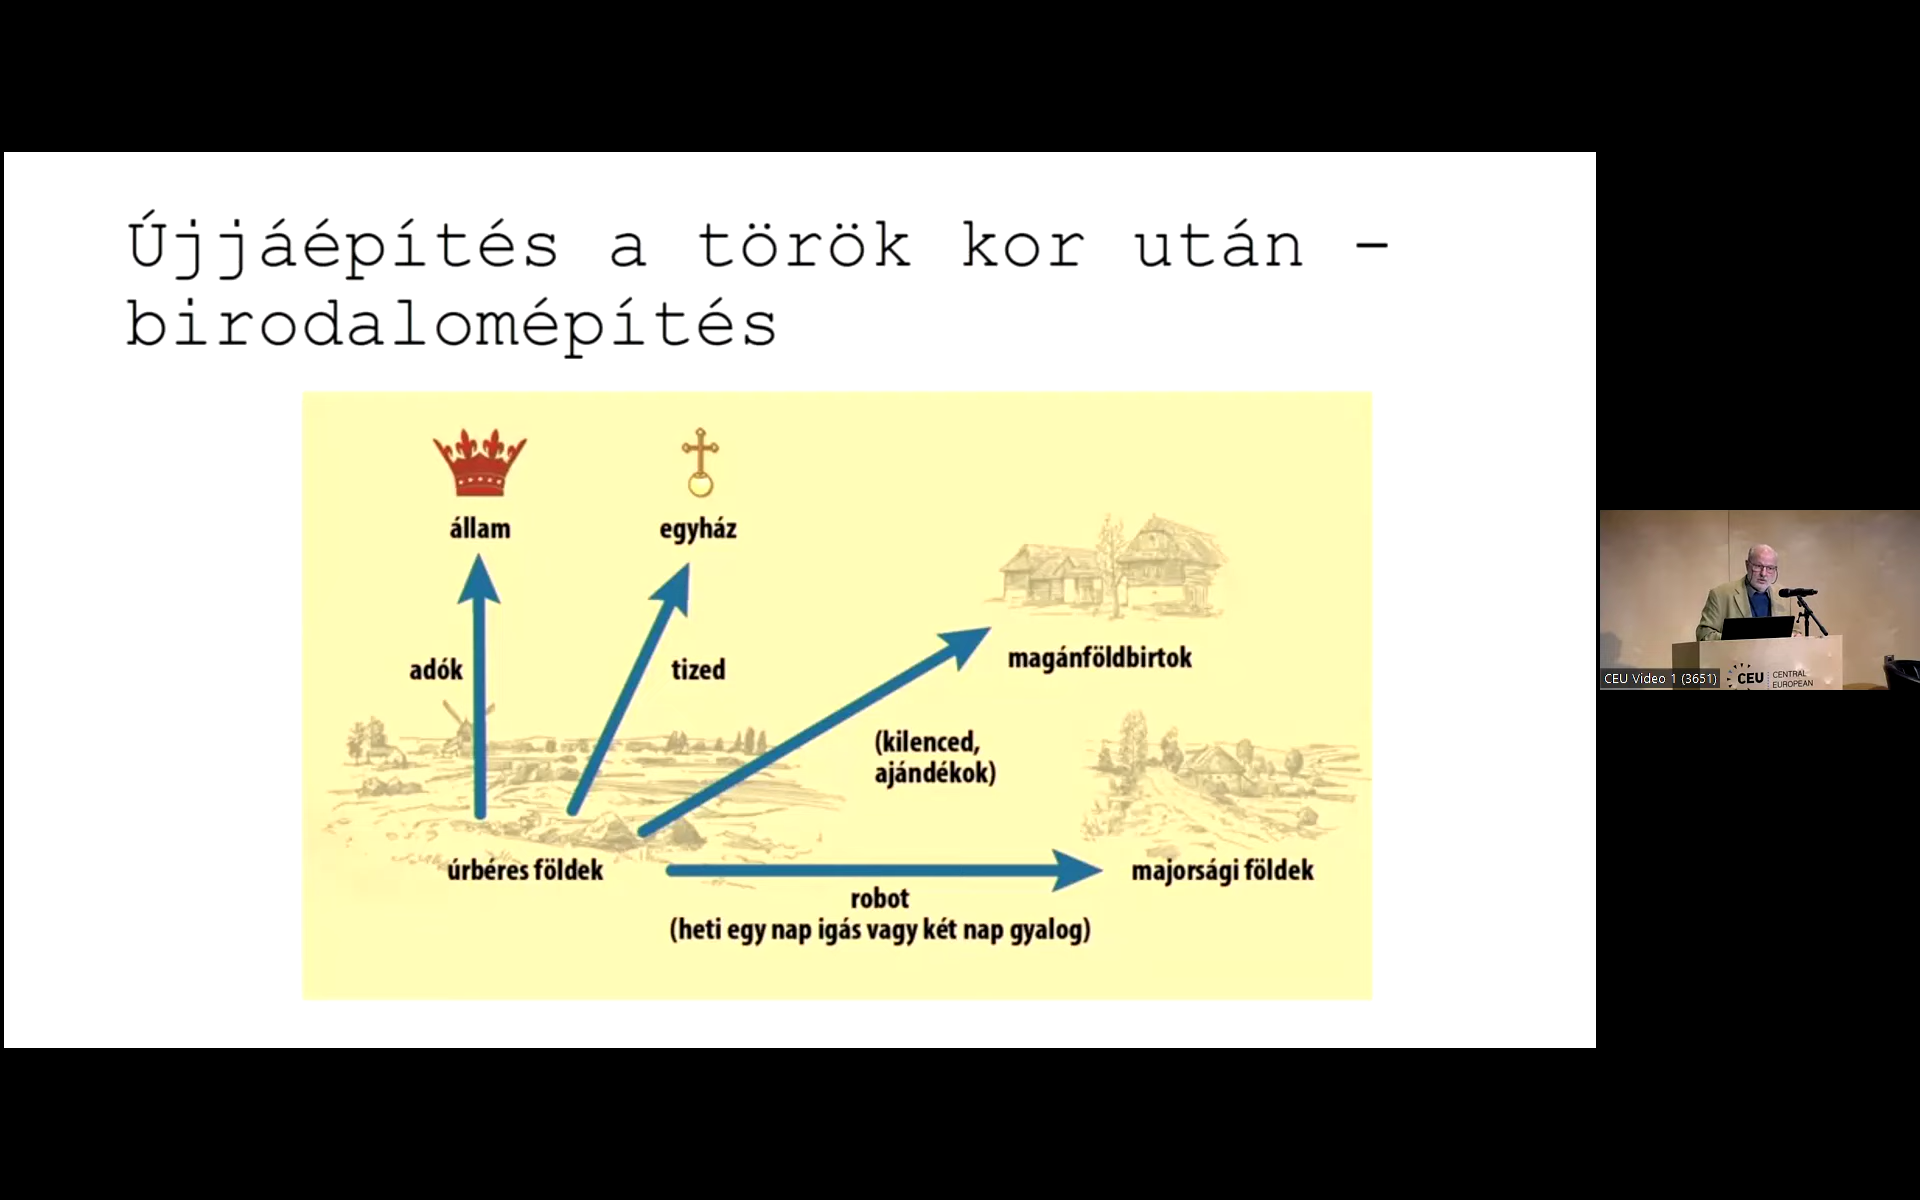 Újjáépítés a török kor után -
birodalomépítés
állam
egyház
adók
tized
magánföldbirtok
(kilenced,
ajándékok)
úrbéres földek
majorsági földek
robot
(heti egy nap igás vagy két nap gyalog)
CEU Video 1 (3651)
CEU
CENTRAL
EUROPEAN